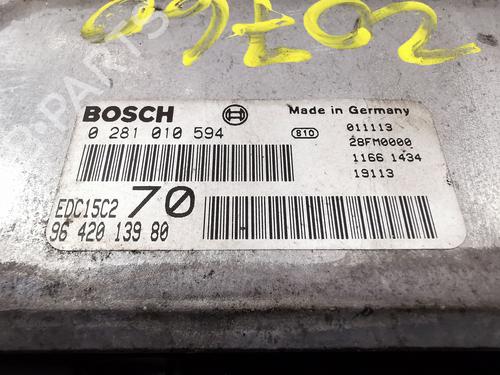 BOSCH
Made in Germany
0 281 010 594
810
011113
28FM0000
1166 1434
19113
EDC15C2 70
96 420 139 80